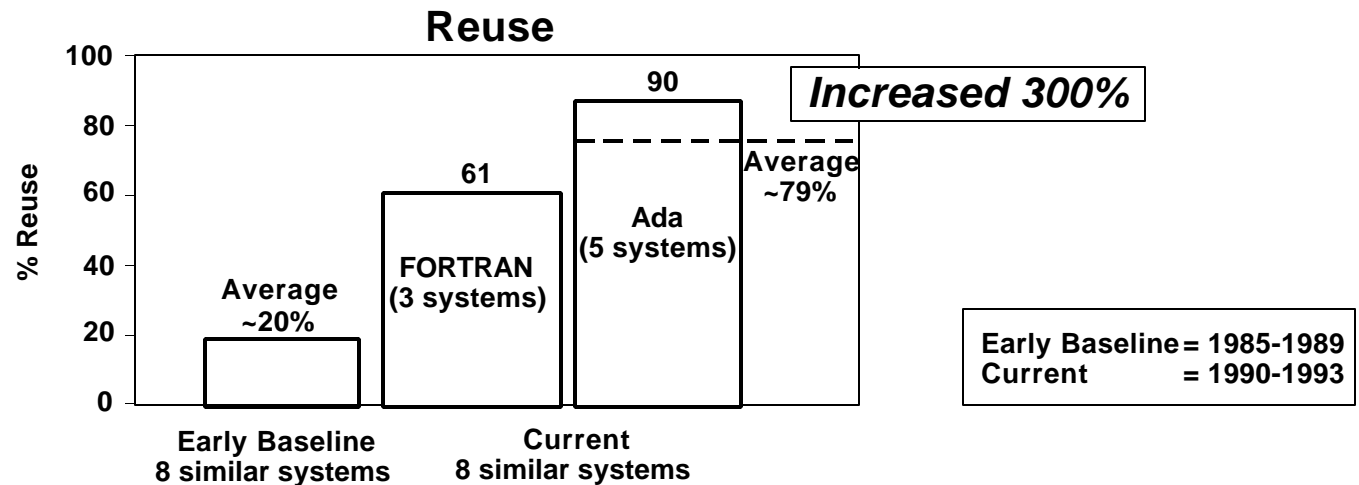 Reuse
Increased 300%
% Reuse
100
80
60
40
20
0
Average
~20%
61
FORTRAN
(3 systems)
90
Ada
(5 systems)
Average
~79%
Early Baseline
8 similar systems
Current
8 similar systems
Early Baseline = 1985-1989
Current = 1990-1993